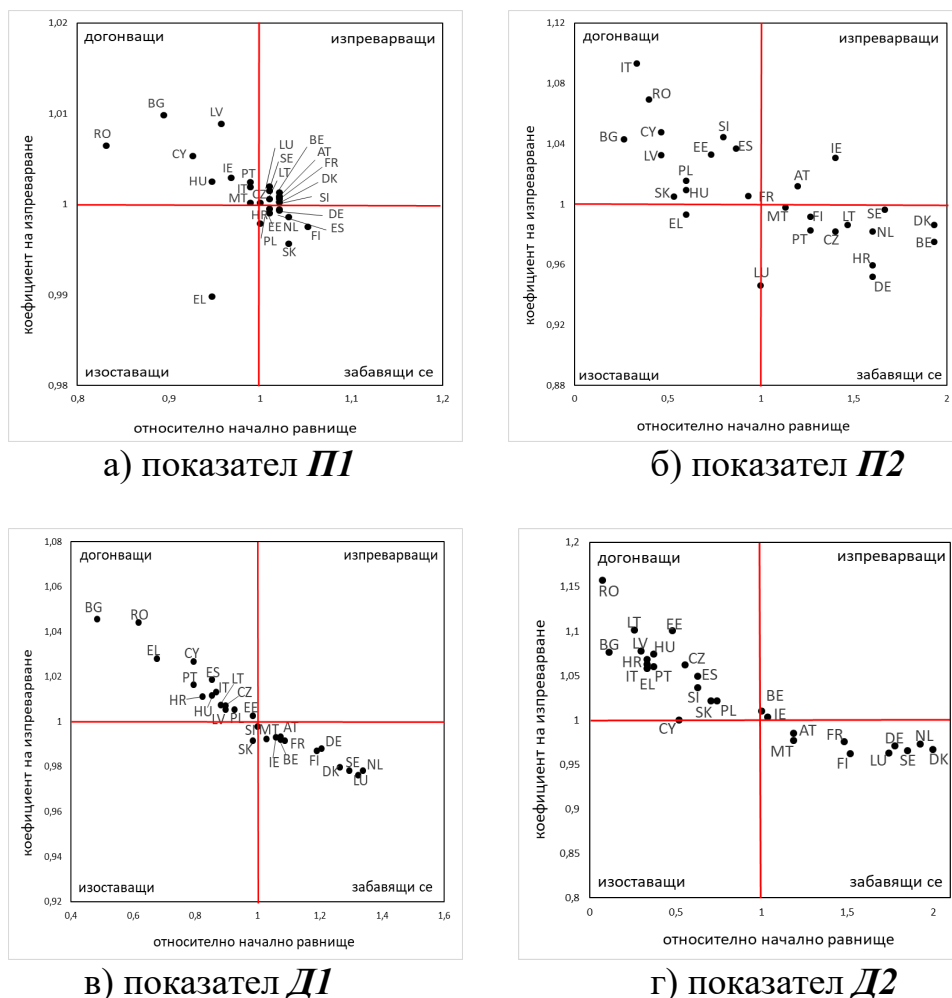 1,02
1,01
1
0,99
0,98
коефициент на изпреварване
догонващи
изпреварващи
BG
LV
RO
CY
IE
HU
PT
IT
MT
CZ
LU
SE
LT
BE
AT
FR
DK
SI
DE
ES
HR
EE
NL
PL
SK
FI
EL
изоставащи
забавящи се
0,8
0,9
1
1,1
1,2
относително начално равнище
а) показател П1
1,12
1,08
1,04
1
0,96
0,92
0,88
коефициент на изпреварване
догонващи
изпреварващи
IT
RO
BG
CY
LV
SI
EE
ES
IE
PL
HU
SK
FR
AT
EL
MT
FI
LT
SE
DK
PT
CZ
NL
BE
HR
LU
DE
изоставащи
забавящи се
0,5
1
1,5
2
относително начално равнище
б) показател П2
1,08
1,06
1,04
1,02
1
0,98
0,96
0,94
0,92
коефициент на изпреварване
догонващи
изпреварващи
BG
RO
EL
CY
PT
ES
IT
LT
HR
CZ
HU
LV
PL
EE
SI
MT
AT
SK
FR
DE
IE
BE
FI
DK
SE
NL
LU
изоставащи
забавящи се
0,4
0,6
0,8
1
1,2
1,4
1,6
относително начално равнище
в) показател Д1
1,2
1,15
1,1
1,05
1
0,95
0,9
0,85
0,8
коефициент на изпреварване
догонващи
изпреварващи
RO
LT
EE
BG
LV
HU
HR
CZ
IT
PT
ES
EL
SI
SK
PL
BE
IE
CY
AT
MT
FR
FI
DE
NL
LU
SE
DK
изоставащи
забавящи се
0
0,5
1
1,5
2
относително начално равнище
г) показател Д2